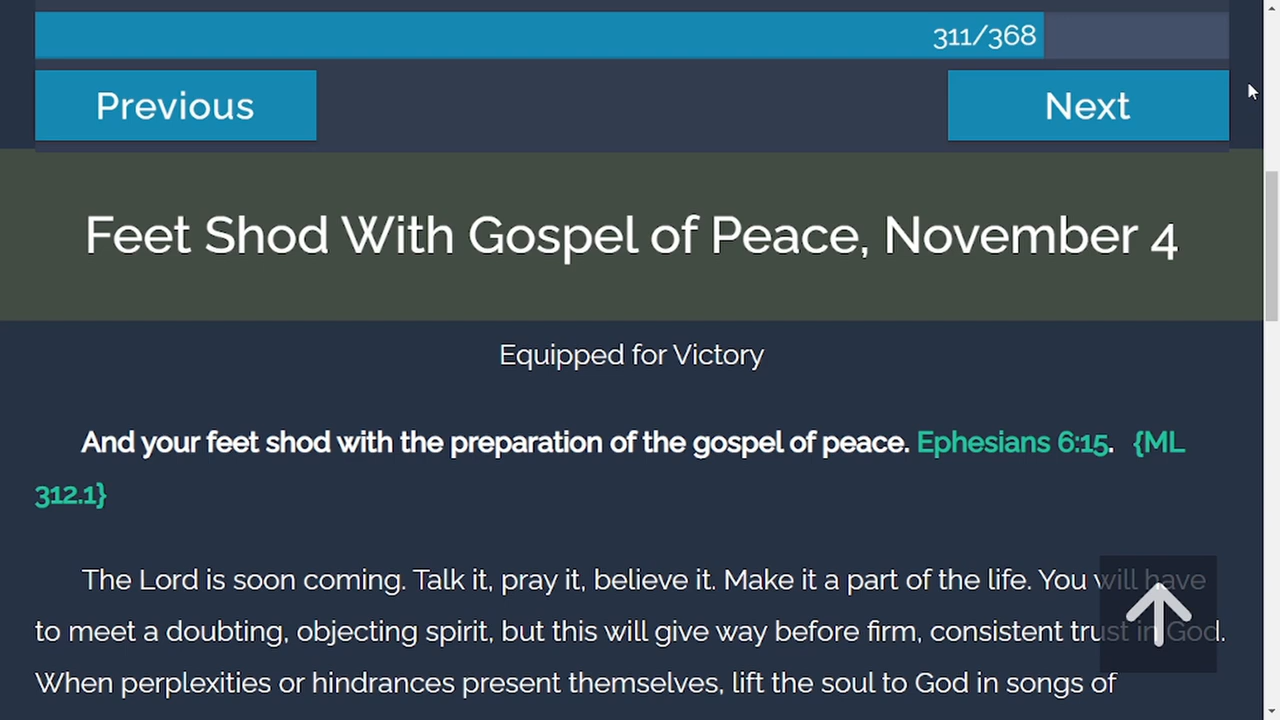 311/368
Previous
Next
Feet Shod With Gospel of Peace, November 4
Equipped for Victory
And your feet shod with the preparation of the gospel of peace. Ephesians 6:15. {ML
312.1}
The Lord is soon coming. Talk it, pray it, believe it. Make it a part of the life. You will have
to meet a doubting, objecting spirit, but this will give way before firm, consistent trust in God.
When perplexities or hindrances present themselves, lift the soul to God in songs of